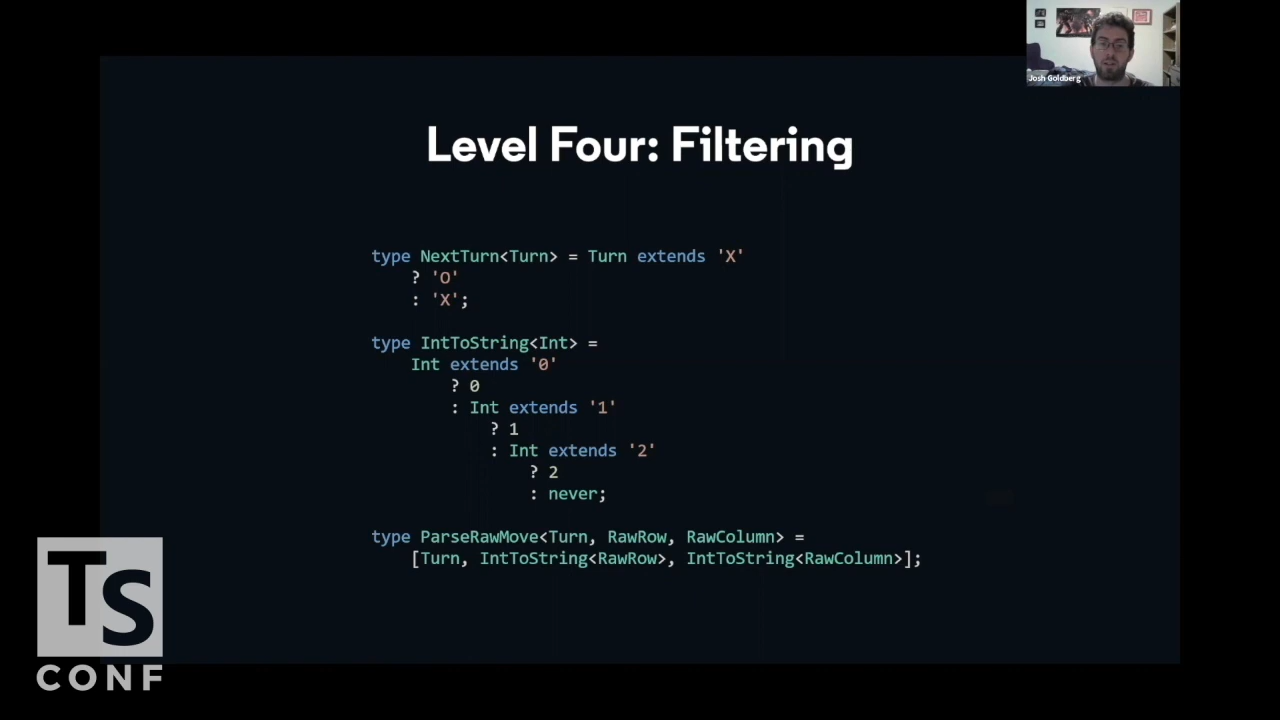 Josh Goldberg
Level Four: Filtering
type NextTurn<Turn> = Turn extends 'X'
? 'O'
: 'X';
type IntToString<Int> =
Int extends '0'
? 0
: Int extends '1'
? 1
: Int extends '2'
? 2
: never;
type ParseRawMove<Turn, RawRow, RawColumn> =
[Turn, IntToString<RawRow>, IntToString<RawColumn>];
TS
CONF